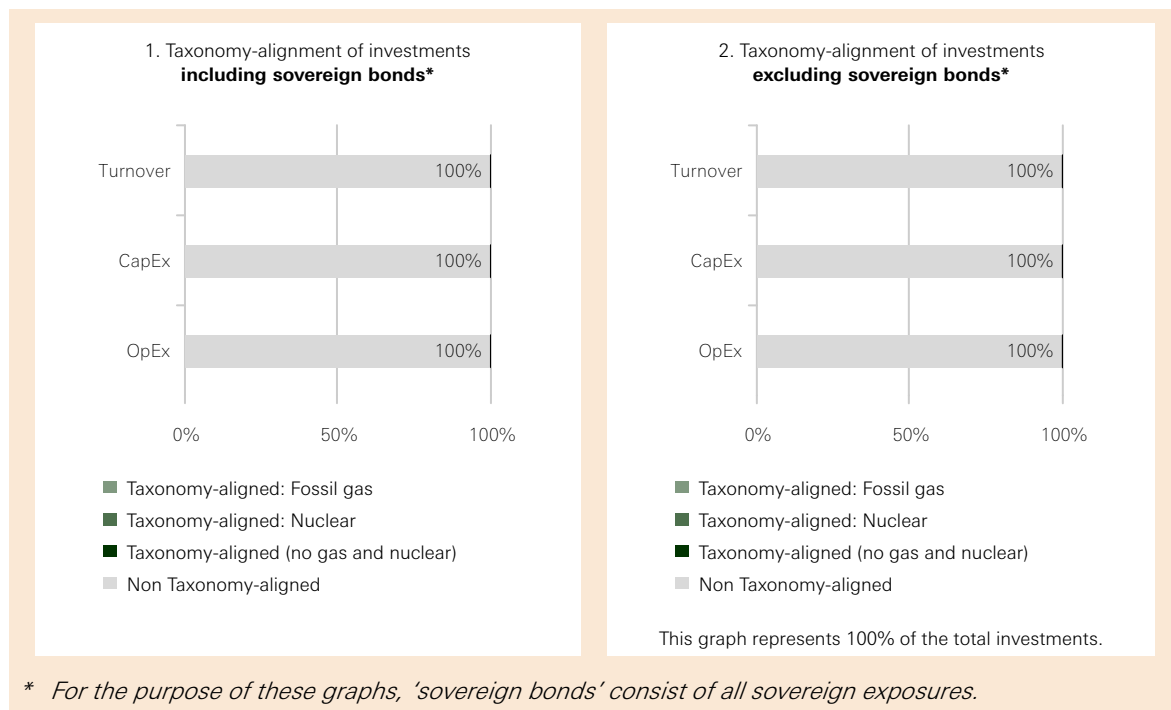 1. Taxonomy-alignment of investments
including sovereign bonds*
Turnover
100%
CapEx
100%
OpEx
100%
0%
50%
100%
Taxonomy-aligned: Fossil gas
Taxonomy-aligned: Nuclear
Taxonomy-aligned (no gas and nuclear)
Non Taxonomy-aligned
2. Taxonomy-alignment of investments
excluding sovereign bonds*
Turnover
100%
CapEx
100%
OpEx
100%
0%
50%
100%
Taxonomy-aligned: Fossil gas
Taxonomy-aligned: Nuclear
Taxonomy-aligned (no gas and nuclear)
Non Taxonomy-aligned
This graph represents 100% of the total investments.
* For the purpose of these graphs, ‘sovereign bonds’ consist of all sovereign exposures.